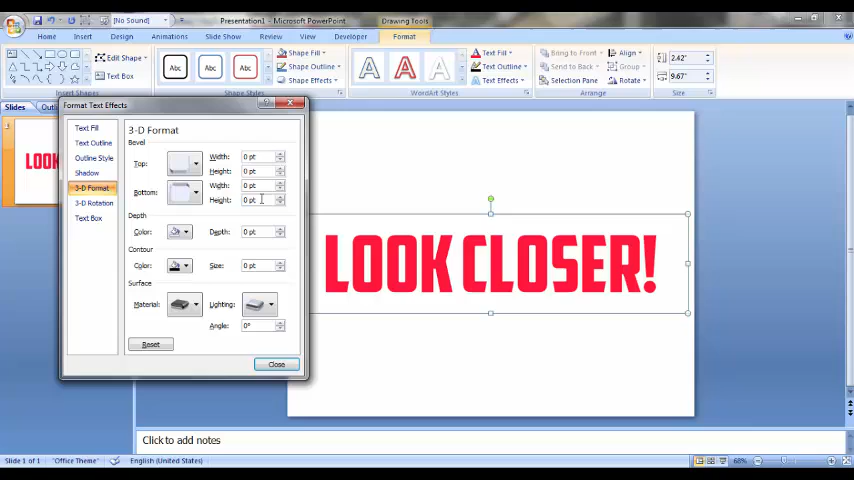 Presentation1 - Microsoft PowerPoint
Drawing Tools
[No Sound]
Home Insert Design Animations Slide Show Review View Developer Format
Edit Shape
Text Box
Abc Abc Abc
Shape Fill
Shape Outline
Shape Effects
A A A
Text Fill
Text Outline
Text Effects
Bring to Front
Send to Back
Selection Pane
Align
Group
Rotate
2.42"
9.67"
Insert Shapes Shape Styles WordArt Styles Arrange Size
Slides Outli
1
LOOK
Format Text Effects
Text Fill
Text Outline
Outline Style
Shadow
3-D Format
3-D Rotation
Text Box
3-D Format
Bevel
Top:
Width: 0 pt
Height: 0 pt
Bottom:
Width: 0 pt
Height: 0 pt
Depth
Color:
Depth: 0 pt
Contour
Color:
Size: 0 pt
Surface
Material:
Lighting:
Angle: 0°
Reset
Close
LOOK CLOSER!
Click to add notes
Slide 1 of 1 "Office Theme" English (United States) 68%